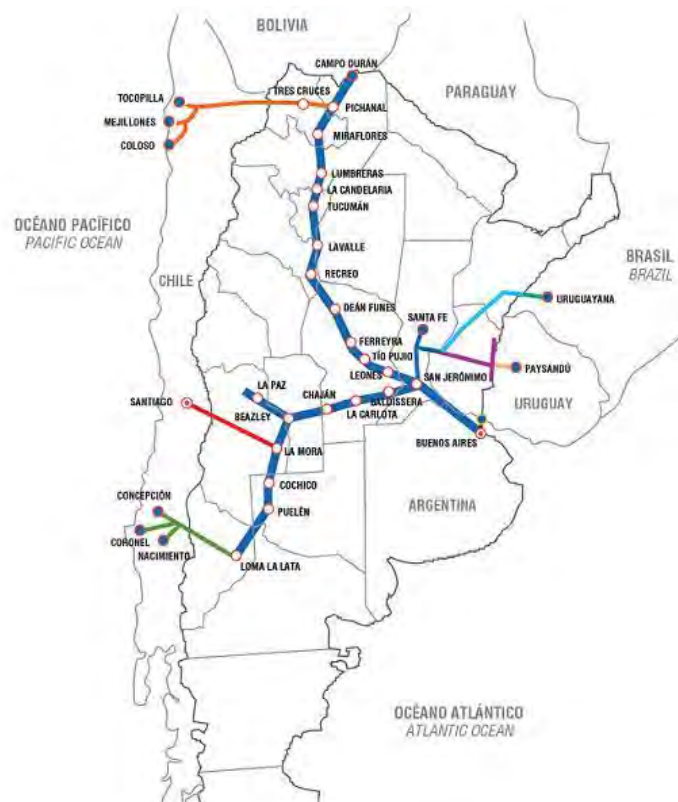 BOLIVIA
CAMPO DURÁN
TRES CRUCES
PARAGUAY
TOCOPILLA
PICHANAL
MEJILLONES
MIRAFLORES
COLOSO
LUMBRERAS
LA CANDELARIA
TUCUMÁN
OCÉANO PACÍFICO
PACIFIC OCEAN
LAVALLE
BRASIL
BRAZIL
RECREO
CHILE
URUGUAYANA
DEÁN FUNES
SANTA FE
FERREYRA
TÍO PUJIO
LEONES
SAN JERÓNIMO
PAYSANDÚ
LA PAZ
CHAJÁN
BALDISSERA
URUGUAY
SANTIAGO
BEAZLEY
LA CARLOTA
BUENOS AIRES
LA MORA
COCHICO
CONCEPCIÓN
ARGENTINA
PUELÉN
CORONEL
NACIMIENTO
LOMA LA LATA
OCÉANO ATLÁNTICO
ATLANTIC OCEAN